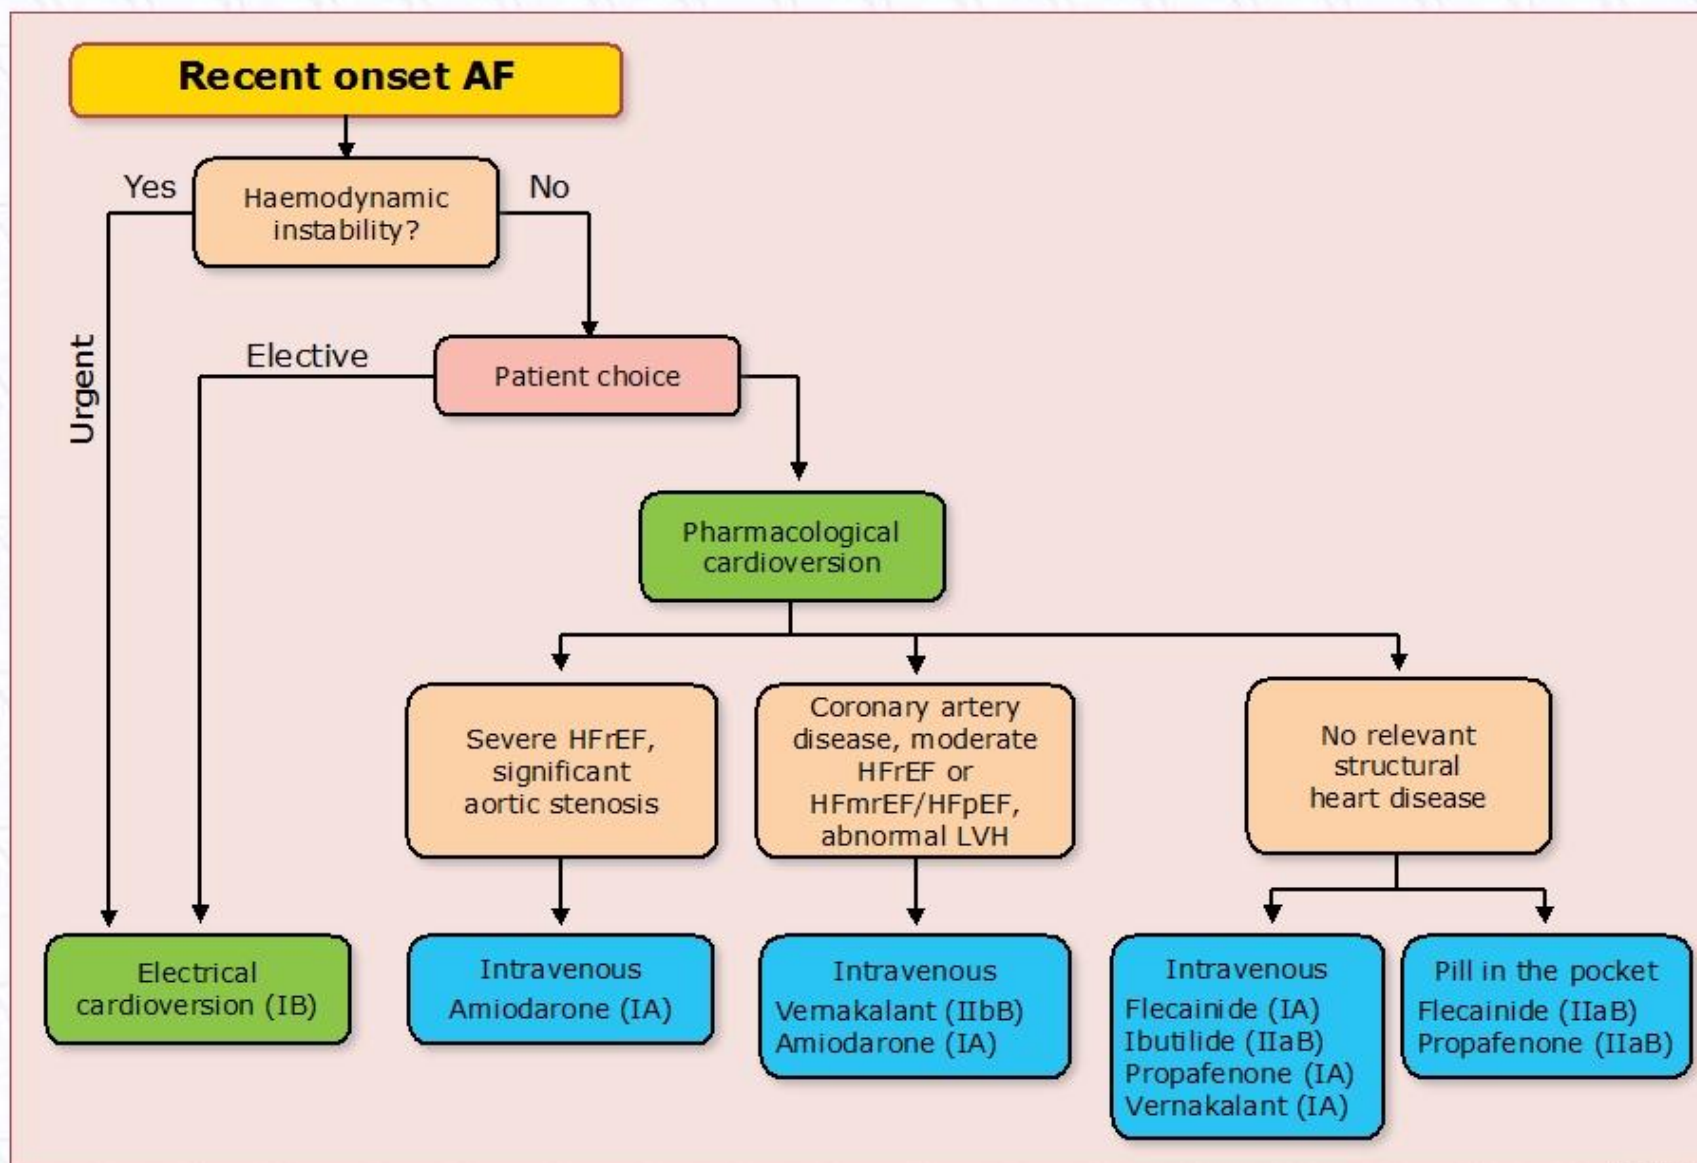 Recent onset AF
Yes
Haemodynamic
instability?
No
Urgent
Elective
Patient choice
Pharmacological
cardioversion
Severe HFrEF,
significant
aortic stenosis
Coronary artery
disease, moderate
HFrEF or
HFmrEF/HFpEF,
abnormal LVH
No relevant
structural
heart disease
Electrical
cardioversion (IB)
Intravenous
Amiodarone (IA)
Intravenous
Vernakalant (IIbB)
Amiodarone (IA)
Intravenous
Flecainide (IA)
Ibutilide (IIaB)
Propafenone (IA)
Vernakalant (IA)
Pill in the pocket
Flecainide (IIaB)
Propafenone (IIaB)